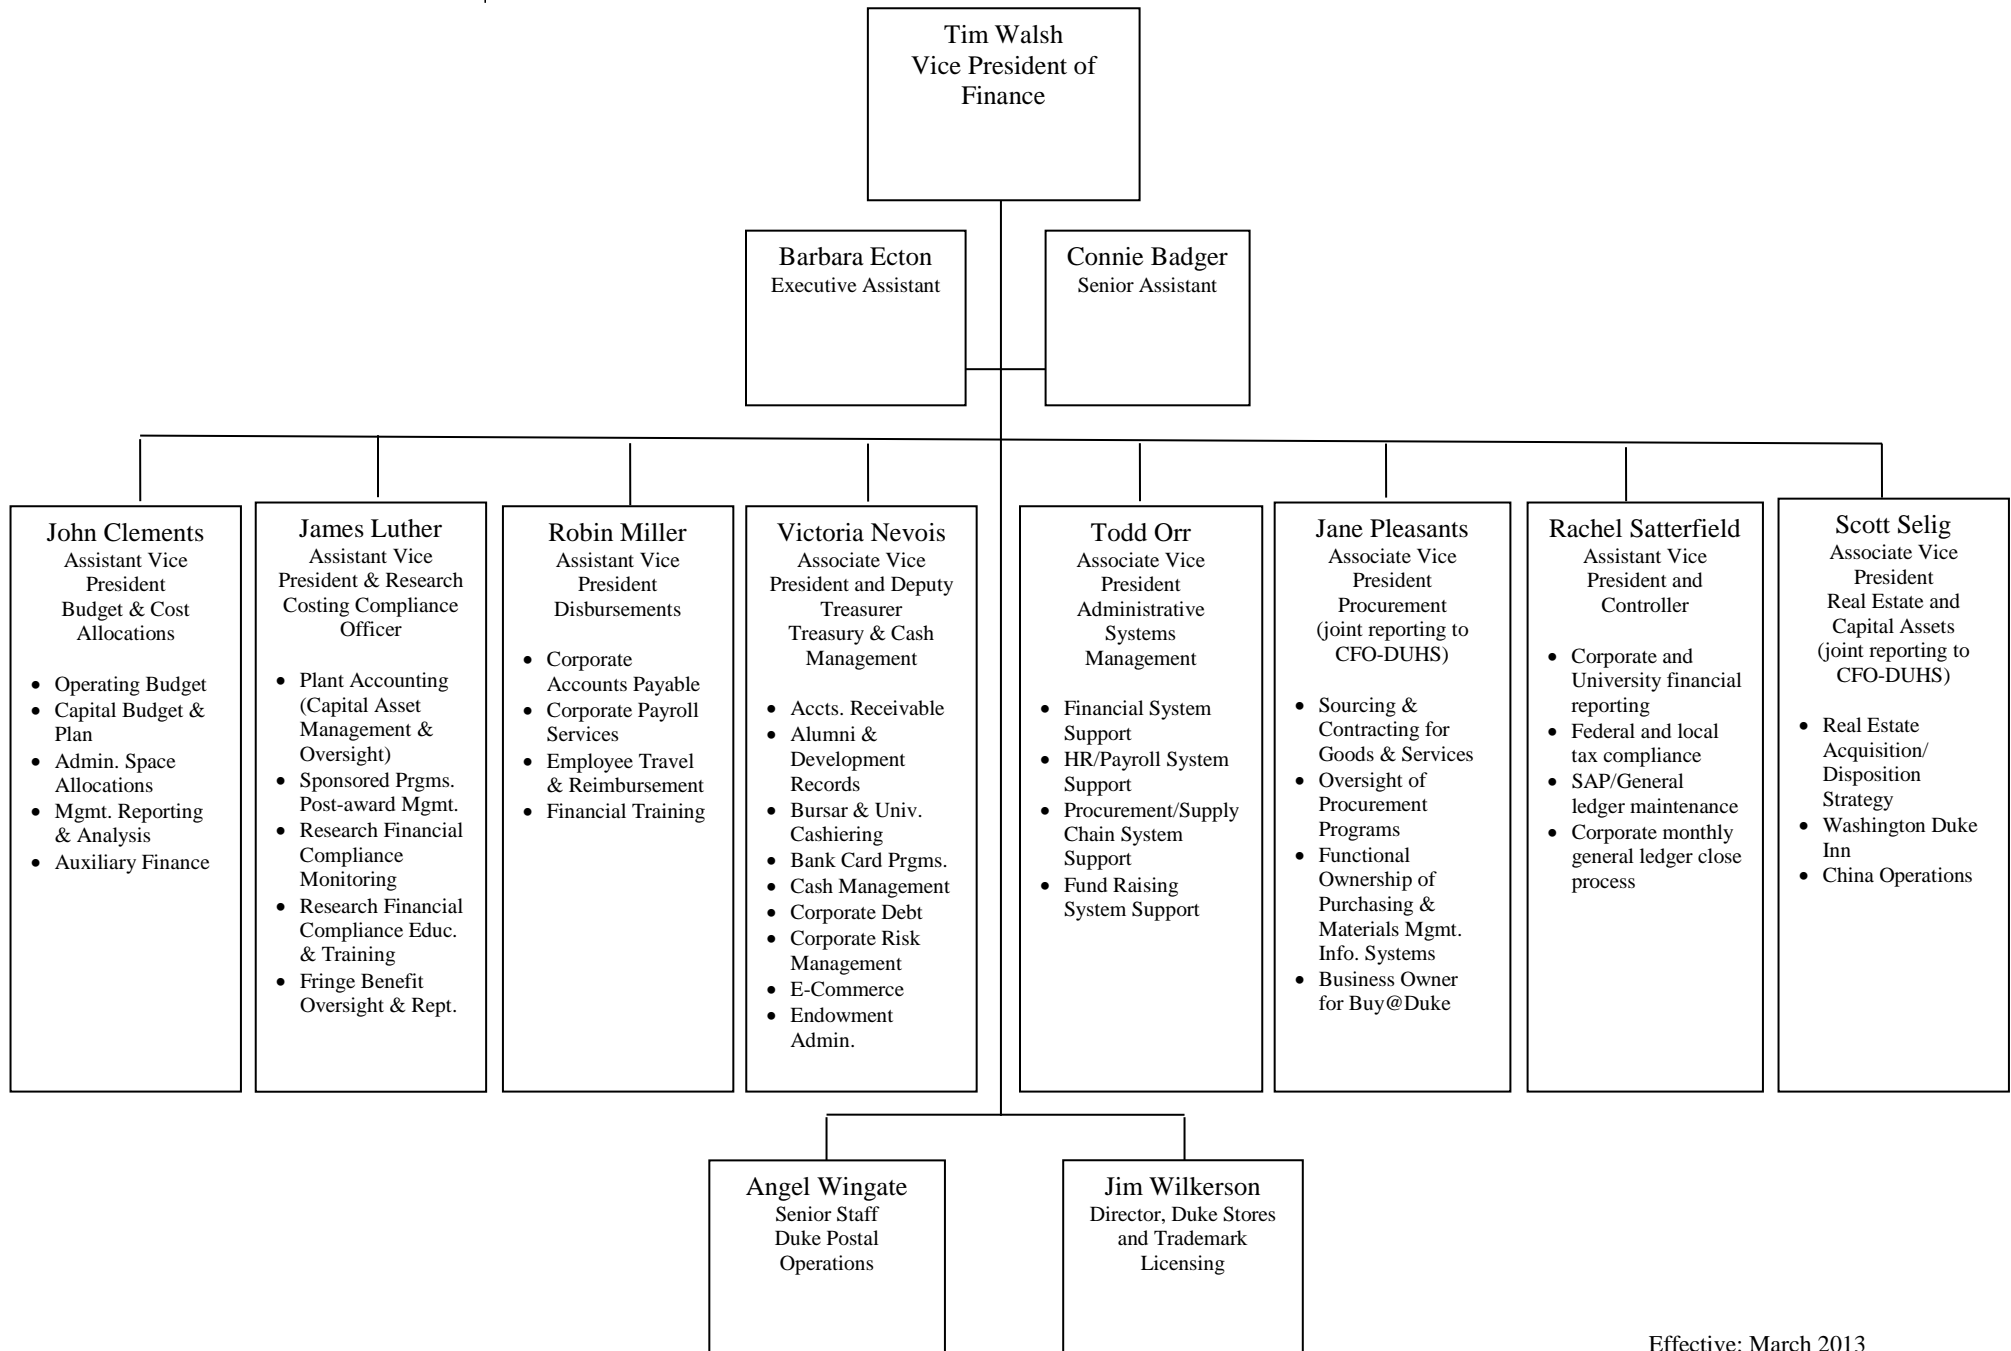 Tim Walsh
Vice President of
Finance
Barbara Ecton
Executive Assistant
Connie Badger
Senior Assistant
John Clements
Assistant Vice
President
Budget & Cost
Allocations
• Operating Budget
• Capital Budget &
Plan
• Admin. Space
Allocations
• Mgmt. Reporting
& Analysis
• Auxiliary Finance
James Luther
Assistant Vice
President & Research
Costing Compliance
Officer
• Plant Accounting
(Capital Asset
Management &
Oversight)
• Sponsored Prgms.
Post-award Mgmt.
• Research Financial
Compliance
Monitoring
• Research Financial
Compliance Educ.
& Training
• Fringe Benefit
Oversight & Rept.
Robin Miller
Assistant Vice
President
Disbursements
• Corporate
Accounts Payable
• Corporate Payroll
Services
• Employee Travel
& Reimbursement
• Financial Training
Victoria Nevois
Associate Vice
President and Deputy
Treasurer
Treasury & Cash
Management
• Accts. Receivable
• Alumni &
Development
Records
• Bursar & Univ.
Cashiering
• Bank Card Prgms.
• Cash Management
• Corporate Debt
• Corporate Risk
Management
• E-Commerce
• Endowment
Admin.
Todd Orr
Associate Vice
President
Administrative
Systems
Management
• Financial System
Support
• HR/Payroll System
Support
• Procurement/Supply
Chain System
Support
• Fund Raising
System Support
Jane Pleasants
Associate Vice
President
Procurement
(joint reporting to
CFO-DUHS)
• Sourcing &
Contracting for
Goods & Services
• Oversight of
Procurement
Programs
• Functional
Ownership of
Purchasing &
Materials Mgmt.
Info. Systems
• Business Owner
for Buy@Duke
Rachel Satterfield
Assistant Vice
President and
Controller
• Corporate and
University financial
reporting
• Federal and local
tax compliance
• SAP/General
ledger maintenance
• Corporate monthly
general ledger close
process
Scott Selig
Associate Vice
President
Real Estate and
Capital Assets
(joint reporting to
CFO-DUHS)
• Real Estate
Acquisition/
Disposition
Strategy
• Washington Duke
Inn
• China Operations
Angel Wingate
Senior Staff
Duke Postal
Operations
Jim Wilkerson
Director, Duke Stores
and Trademark
Licensing
Effective: March 2013